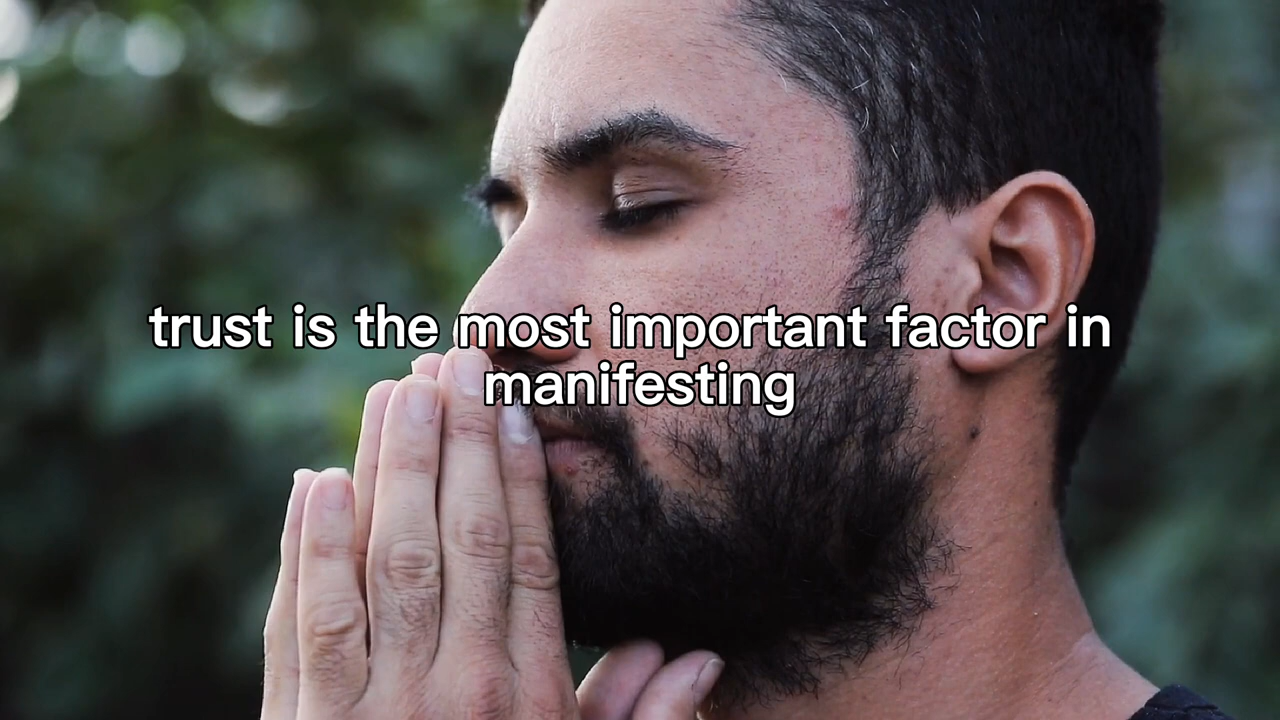 trust is the most important factor in
manifesting